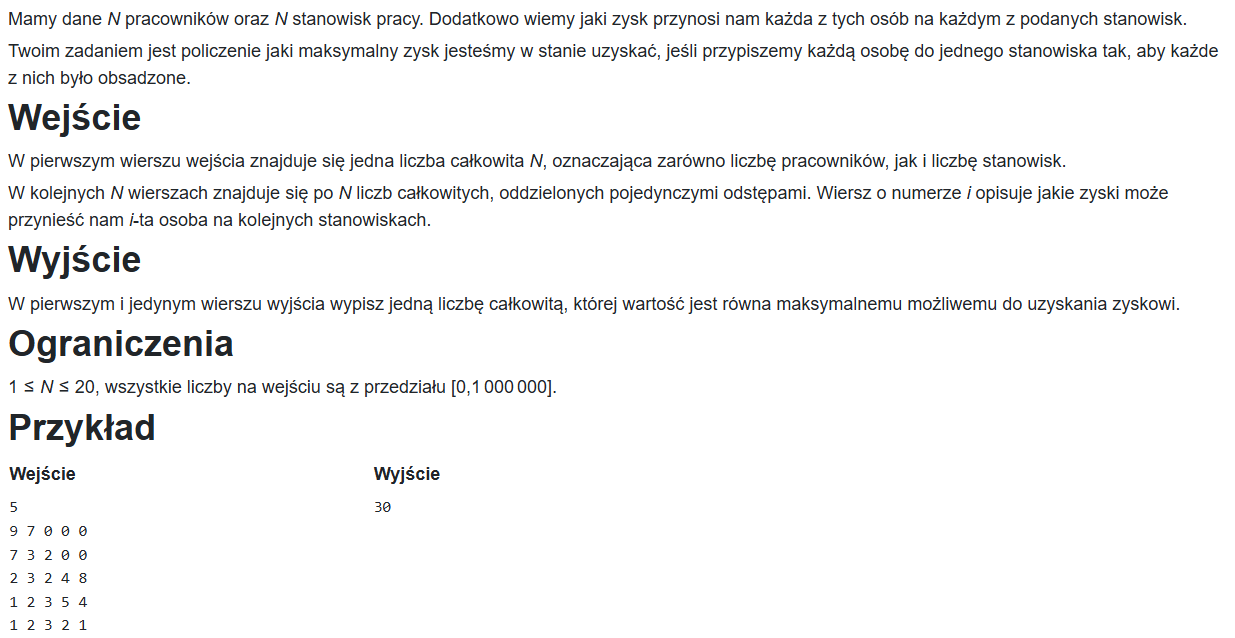 Mamy dane N pracowników oraz N stanowisk pracy. Dodatkowo wiemy jaki zysk przynosi nam każda z tych osób na każdym z podanych stanowisk.
Twoim zadaniem jest policzenie jaki maksymalny zysk jesteśmy w stanie uzyskać, jeśli przypiszemy każdą osobę do jednego stanowiska tak, aby każde
z nich było obsadzone.
Wejście
W pierwszym wierszu wejścia znajduje się jedna liczba całkowita N, oznaczająca zarówno liczbę pracowników, jak i liczbę stanowisk.
W kolejnych N wierszach znajduje się po N liczb całkowitych, oddzielonych pojedynczymi odstępami. Wiersz o numerze i opisuje jakie zyski może
przynieść nam i-ta osoba na kolejnych stanowiskach.
Wyjście
W pierwszym i jedynym wierszu wyjścia wypisz jedną liczbę całkowitą, której wartość jest równa maksymalnemu możliwemu do uzyskania zyskowi.
Ograniczenia
1 ≤ N ≤ 20, wszystkie liczby na wejściu są z przedziału [0,1 000 000].
Przykład
Wejście Wyjście
5 30
9 7 0 0 0
7 3 2 0 0
2 3 2 4 8
1 2 3 5 4
1 2 3 2 1